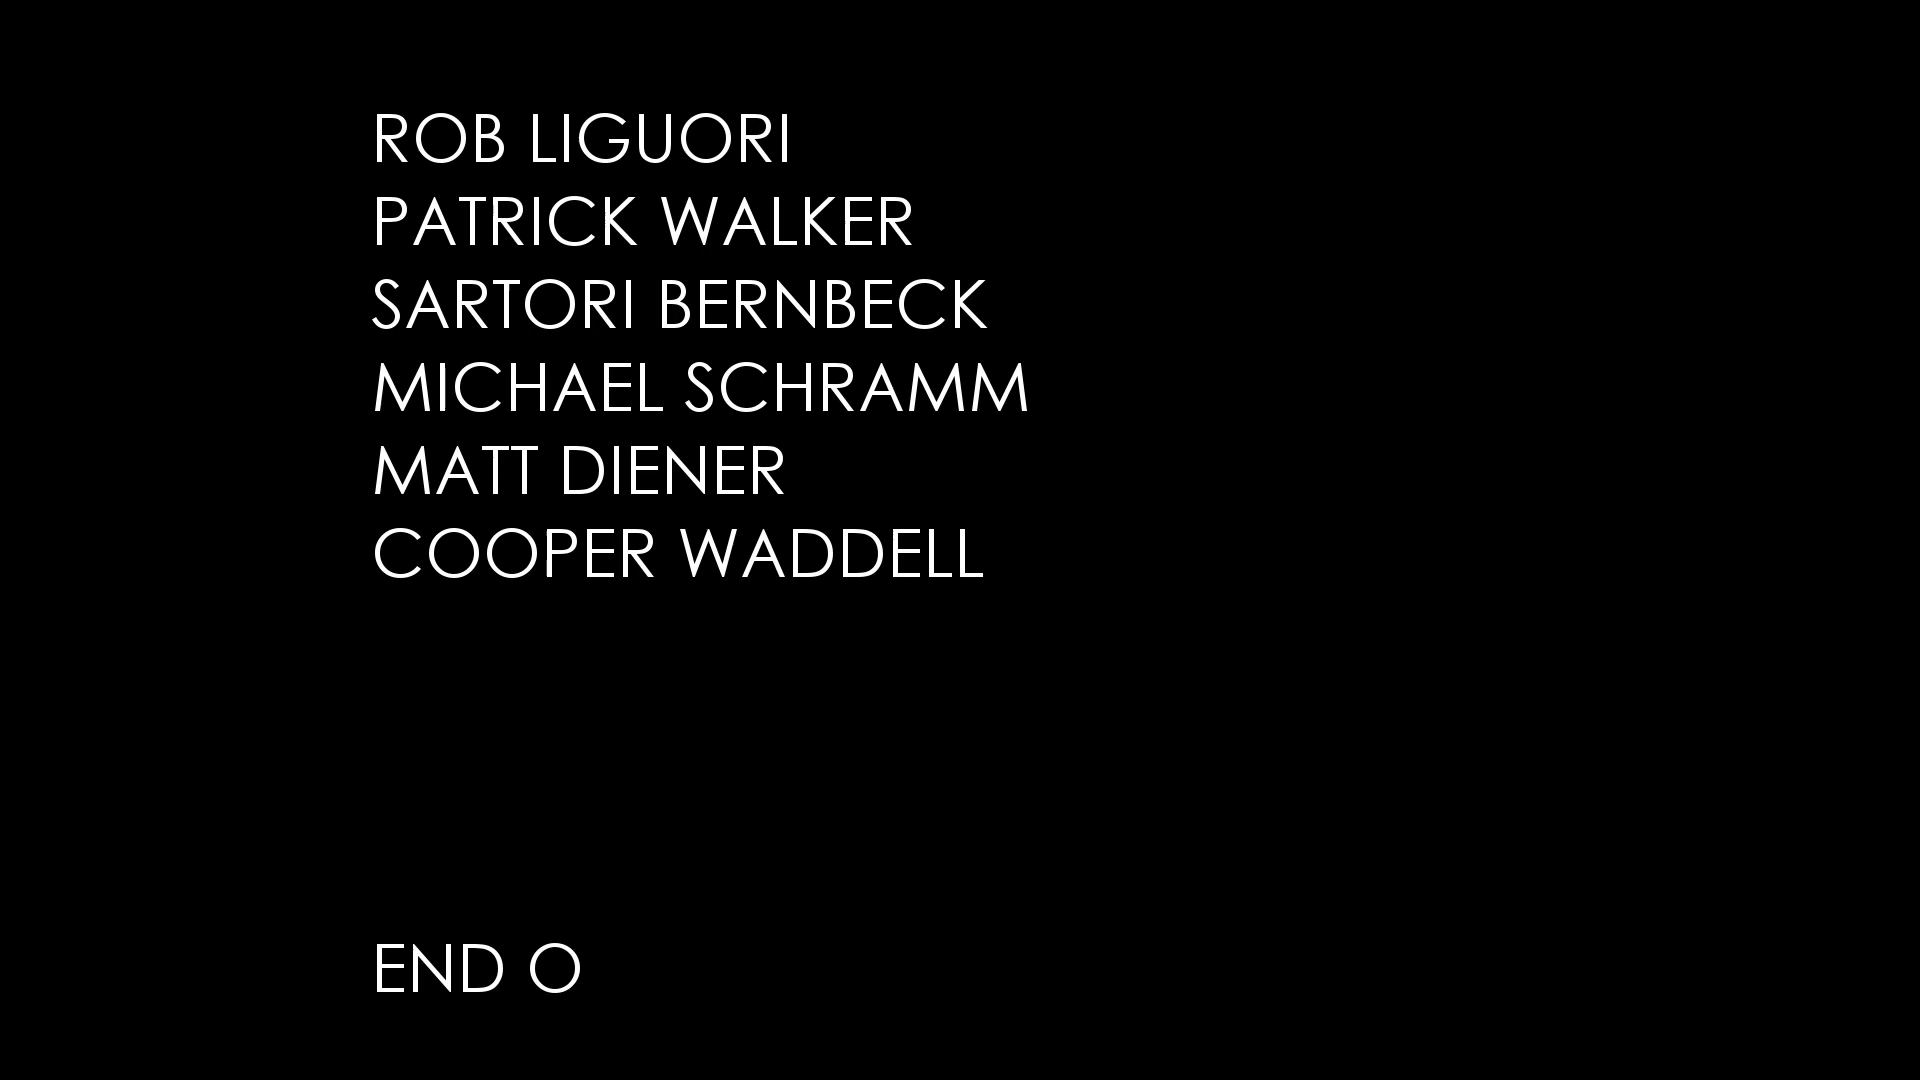 ROB LIGUORI
PATRICK WALKER
SARTORI BERNBECK
MICHAEL SCHRAMM
MATT DIENER
COOPER WADDELL
END O